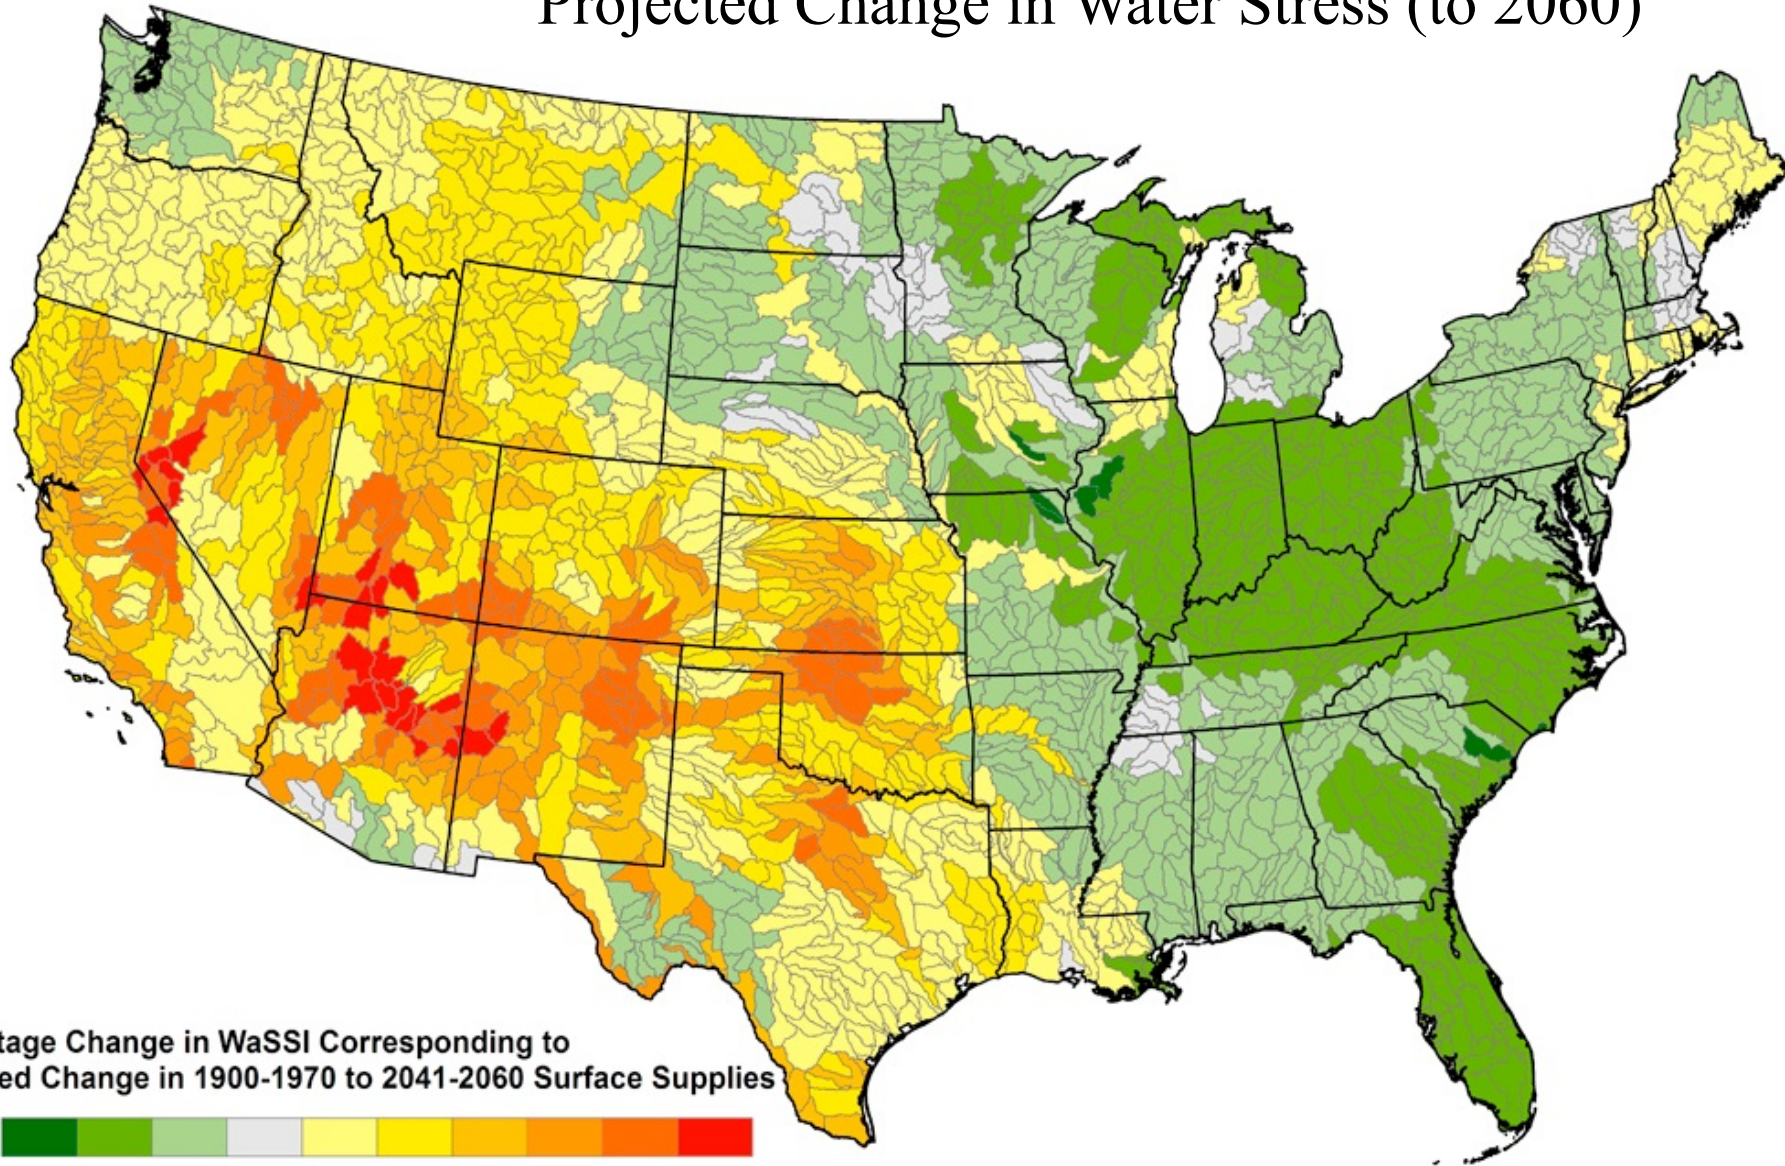 Projected Change in Water Stress (to 2060)
tage Change in WaSSI Corresponding to
ed Change in 1900-1970 to 2041-2060 Surface Supplies